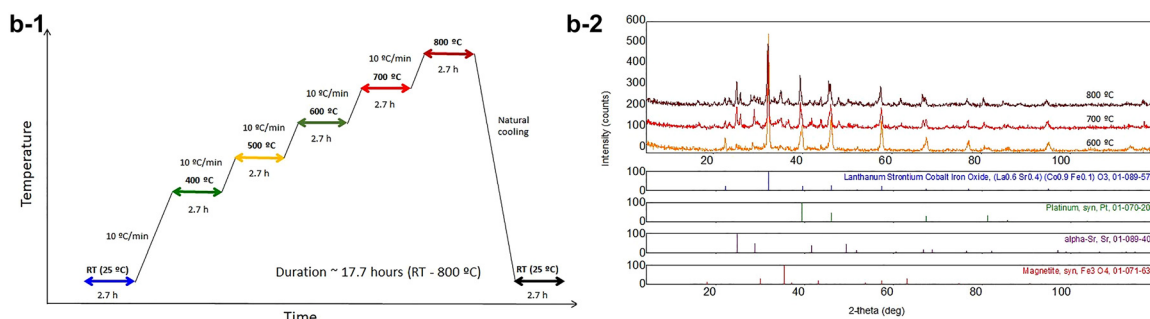 b-1
Temperature
RT (25 ºC)
2.7 h
10 ºC/min
400 ºC
2.7 h
10 ºC/min
500 ºC
2.7 h
10 ºC/min
600 ºC
2.7 h
10 ºC/min
700 ºC
2.7 h
10 ºC/min
800 ºC
2.7 h
Natural
cooling
RT (25 ºC)
2.7 h
Duration ~ 17.7 hours (RT - 800 ºC)
Time
b-2
Intensity (counts)
600
500
400
300
200
100
0
100
0
100
0
800 ºC
700 ºC
600 ºC
20
40
60
80
100
100
0
Lanthanum Strontium Cobalt Iron Oxide, (La0.6 Sr0.4) (Co0.9 Fe0.1) O3, 01-089-57
100
0
Platinum, syn, Pt, 01-070-20
100
0
alpha-Sr, Sr, 01-089-40
100
0
Magnetite, syn, Fe3 O4, 01-071-63
20
40
60
80
100
2-theta (deg)